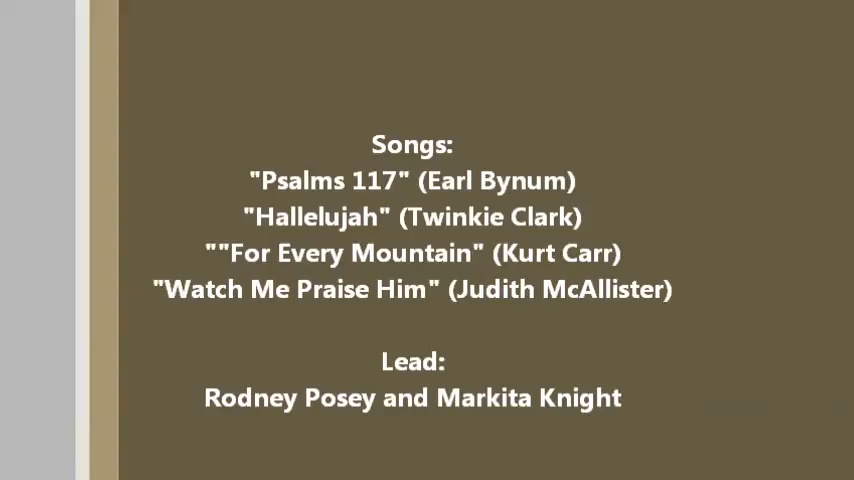 Songs:
"Psalms 117" (Earl Bynum)
"Hallelujah" (Twinkie Clark)
""For Every Mountain" (Kurt Carr)
"Watch Me Praise Him" (Judith McAllister)
Lead:
Rodney Posey and Markita Knight